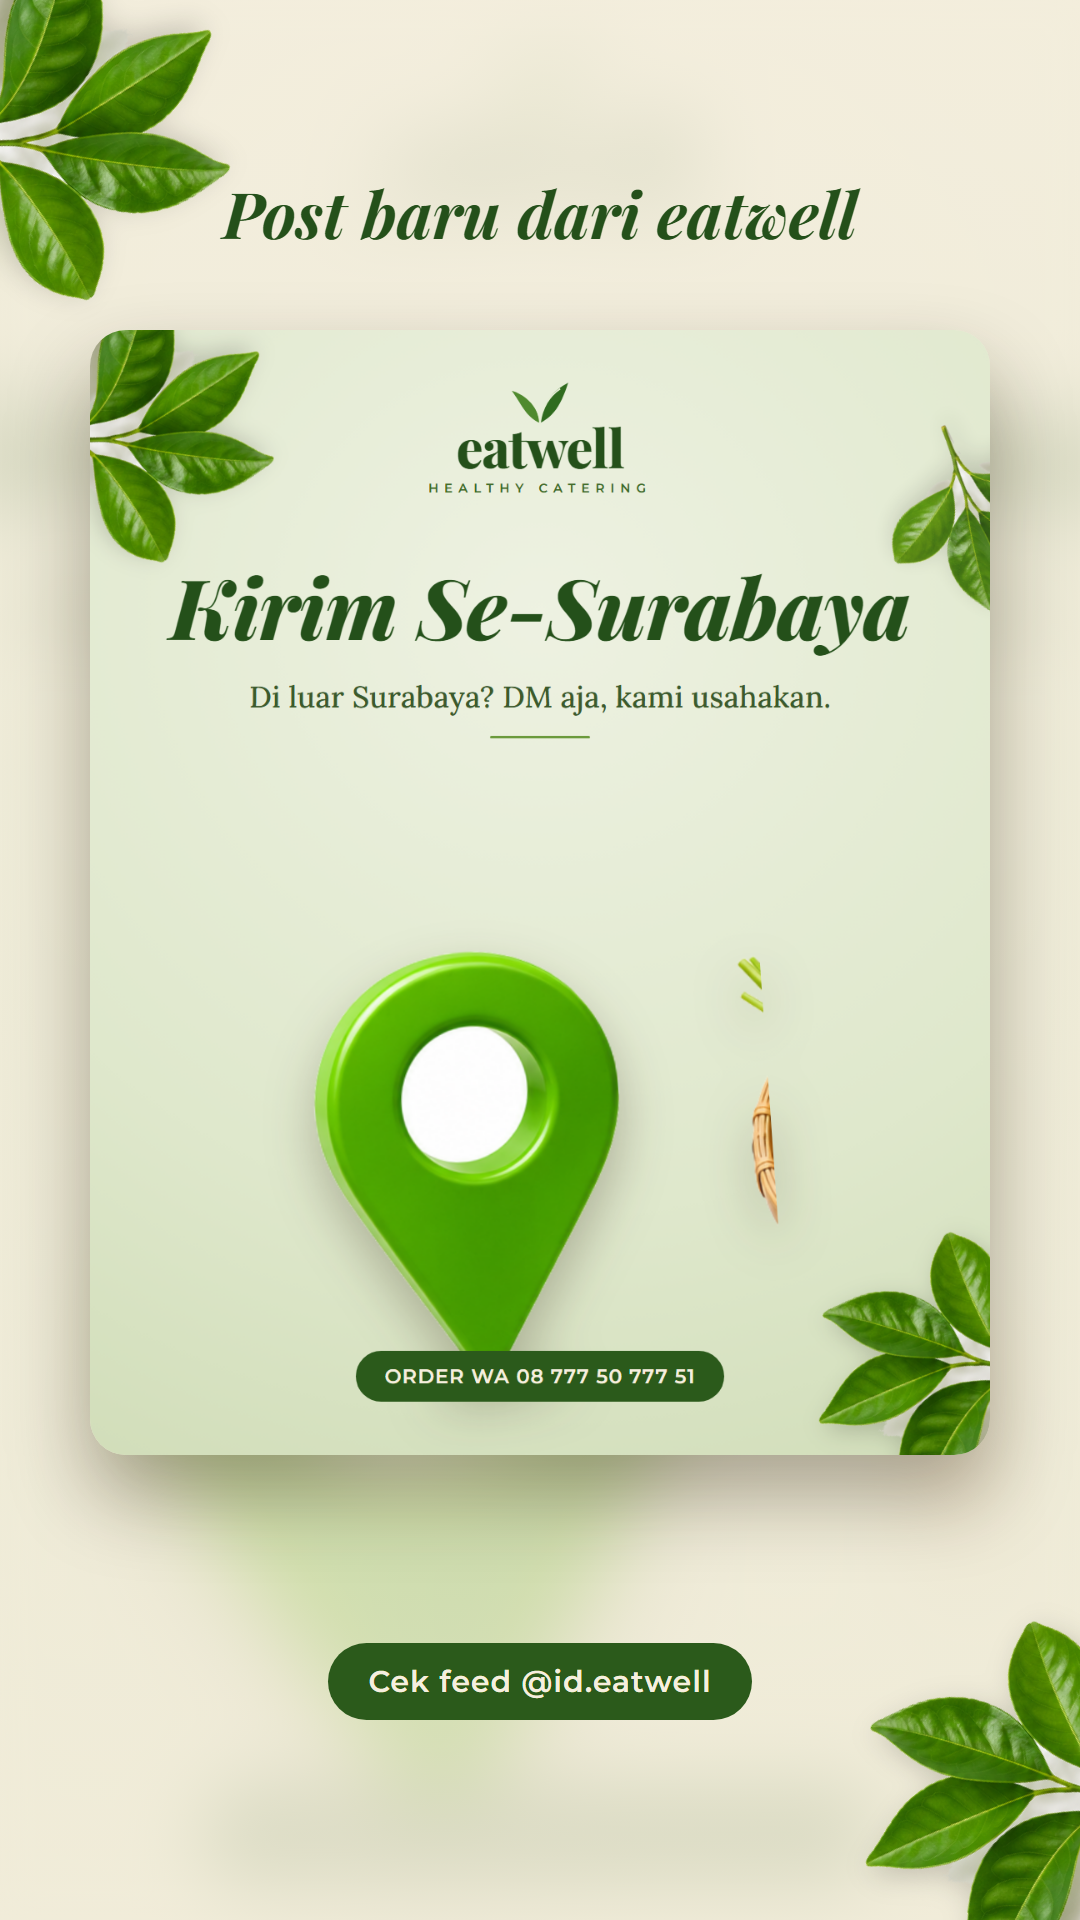 Post baru dari eatwell
eatwell
HEALTHY CATERING
Kirim Se-Surabaya
Di luar Surabaya? DM aja, kami usahakan.
ORDER WA 08 777 50 777 51
Cek feed @id.eatwell